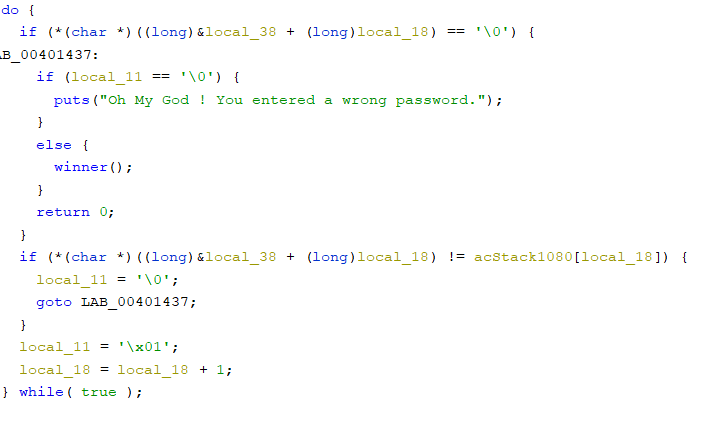 do {
if (*(char *)((long)&local_38 + (long)local_18) == '\0') {
AB_00401437:
if (local_11 == '\0') {
puts("Oh My God ! You entered a wrong password.");
}
else {
winner();
}
return 0;
}
if (*(char *)((long)&local_38 + (long)local_18) != acStack1080[local_18]) {
local_11 = '\0';
goto LAB_00401437;
}
local_11 = '\x01';
local_18 = local_18 + 1;
} while( true );